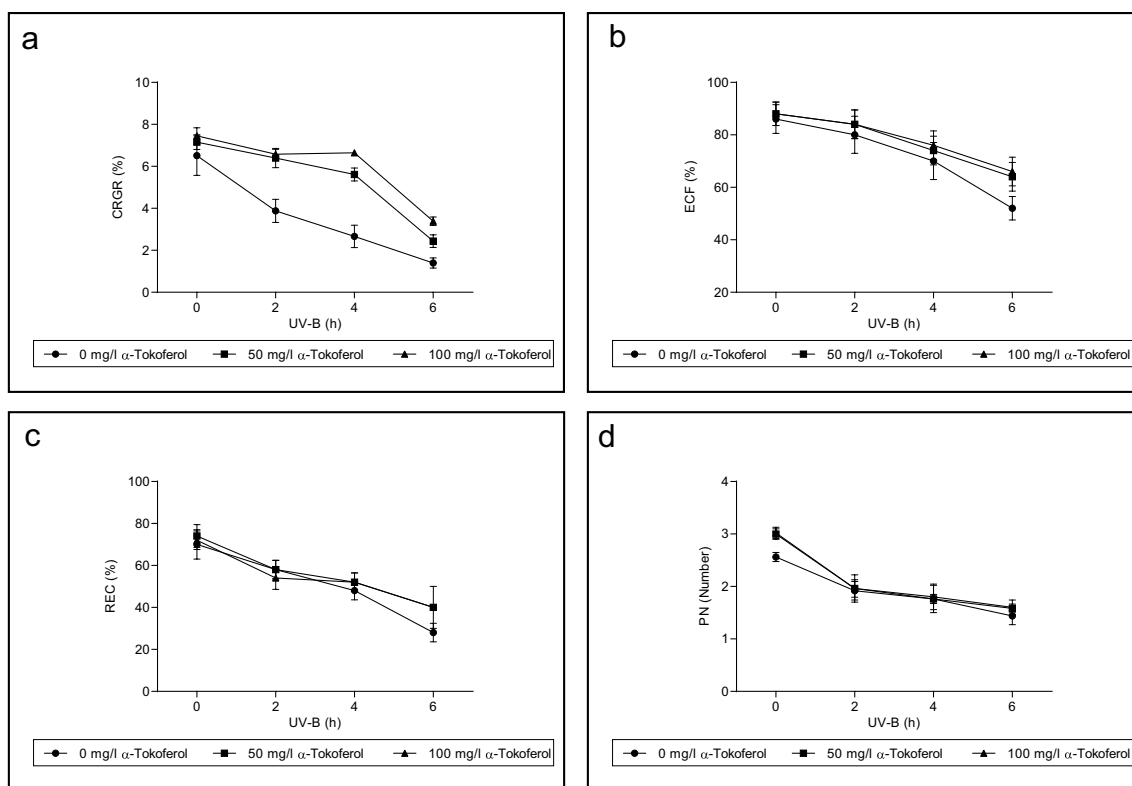 a
10
8
6
4
2
0
CRGR (%)
0 2 4 6
UV-B (h)
0 mg/l α-Tokoferol 50 mg/l α-Tokoferol 100 mg/l α-Tokoferol
b
100
80
60
40
20
ECF (%)
0 2 4 6
UV-B (h)
0 mg/l α-Tokoferol 50 mg/l α-Tokoferol 100 mg/l α-Tokoferol
c
100
80
60
40
20
0
REC (%)
0 2 4 6
UV-B (h)
0 mg/l α-Tokoferol 50 mg/l α-Tokoferol 100 mg/l α-Tokoferol
d
4
3
2
1
0
PN (Number)
0 2 4 6
UV-B (h)
0 mg/l α-Tokoferol 50 mg/l α-Tokoferol 100 mg/l α-Tokoferol